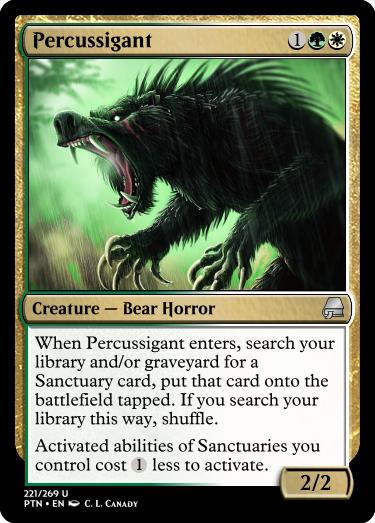 Percussigant 1
Creature — Bear Horror
When Percussigant enters, search your
library and/or graveyard for a
Sanctuary card, put that card onto the
battlefield tapped. If you search your
library this way, shuffle.
Activated abilities of Sanctuaries you
control cost 1 less to activate.
2/2
221/269 U
PTN • EN C. L. Canady